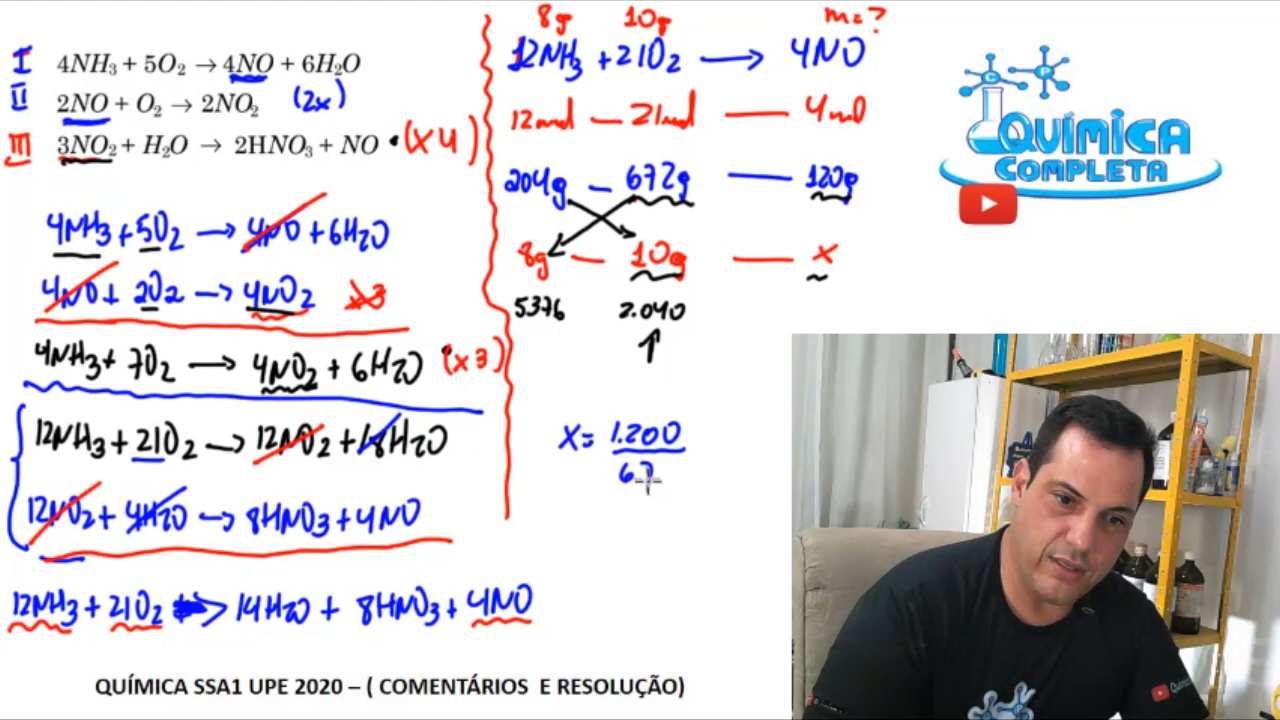 I 4NH₃ + 5O₂ → 4NO + 6H₂O
II 2NO + O₂ → 2NO₂ (2x)
III 3NO₂ + H₂O → 2HNO₃ + NO (x4)
4NH₃ + 5O₂ → 4NO + 6H₂O
4NO + 2O₂ → 4NO₂ x3
4NH₃ + 7O₂ → 4NO₂ + 6H₂O (x3)
12NH₃ + 21O₂ → 12NO₂ + 18H₂O
12NO₂ + 4H₂O → 8HNO₃ + 4NO
12NH₃ + 21O₂ → 14H₂O + 8HNO₃ + 4NO
8g 10g m=?
12NH₃ + 21O₂ → 4NO
12mol — 21mol — 4mol
204g — 672g — 120g
8g — 10g — x
5.376 2.040
x = 1.200
67
QUÍMICA
COMPLETA
QUÍMICA SSA1 UPE 2020 – ( COMENTÁRIOS E RESOLUÇÃO)